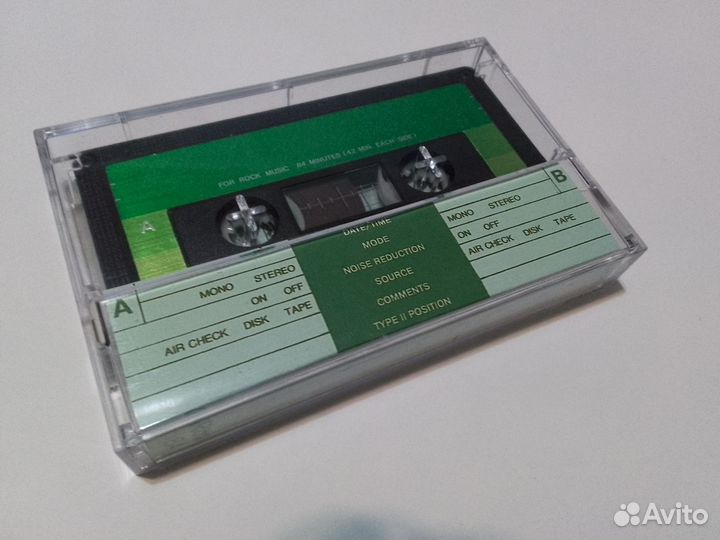 FOR ROCK MUSIC 84 MINUTES (42 MIN. EACH SIDE)
A
A
MONO STEREO
ON OFF
AIR CHECK DISK TAPE
DATE/TIME
MODE
NOISE REDUCTION
SOURCE
COMMENTS
TYPE II POSITION
B
MONO STEREO
ON OFF
AIR CHECK DISK TAPE
Avito